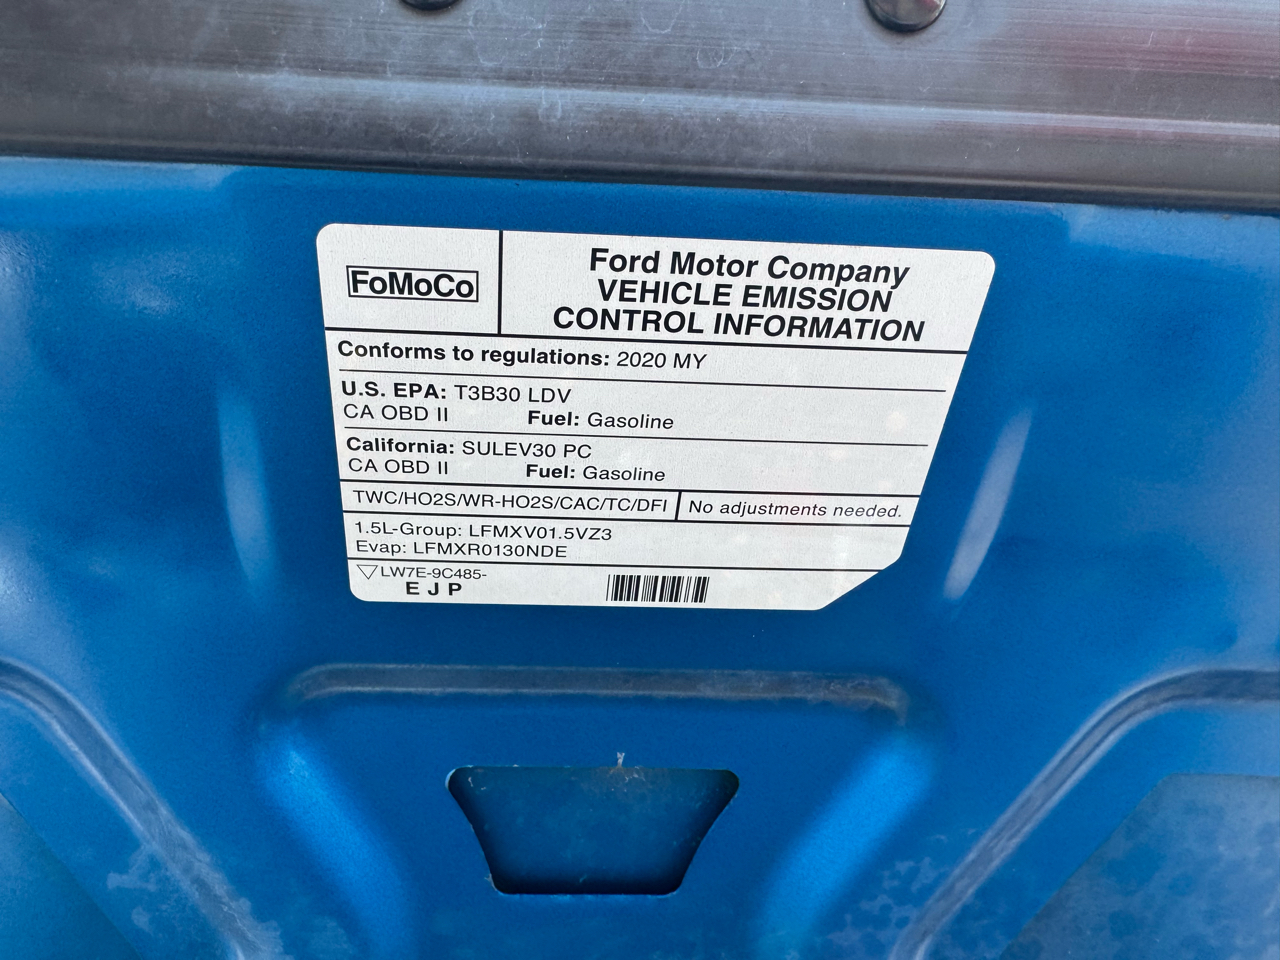 FoMoCo
Ford Motor Company
VEHICLE EMISSION
CONTROL INFORMATION
Conforms to regulations: 2020 MY
U.S. EPA: T3B30 LDV
CA OBD II Fuel: Gasoline
California: SULEV30 PC
CA OBD II Fuel: Gasoline
TWC/HO2S/WR-HO2S/CAC/TC/DFI No adjustments needed.
1.5L-Group: LFMXV01.5VZ3
Evap: LFMXR0130NDE
LW7E-9C485-
E J P